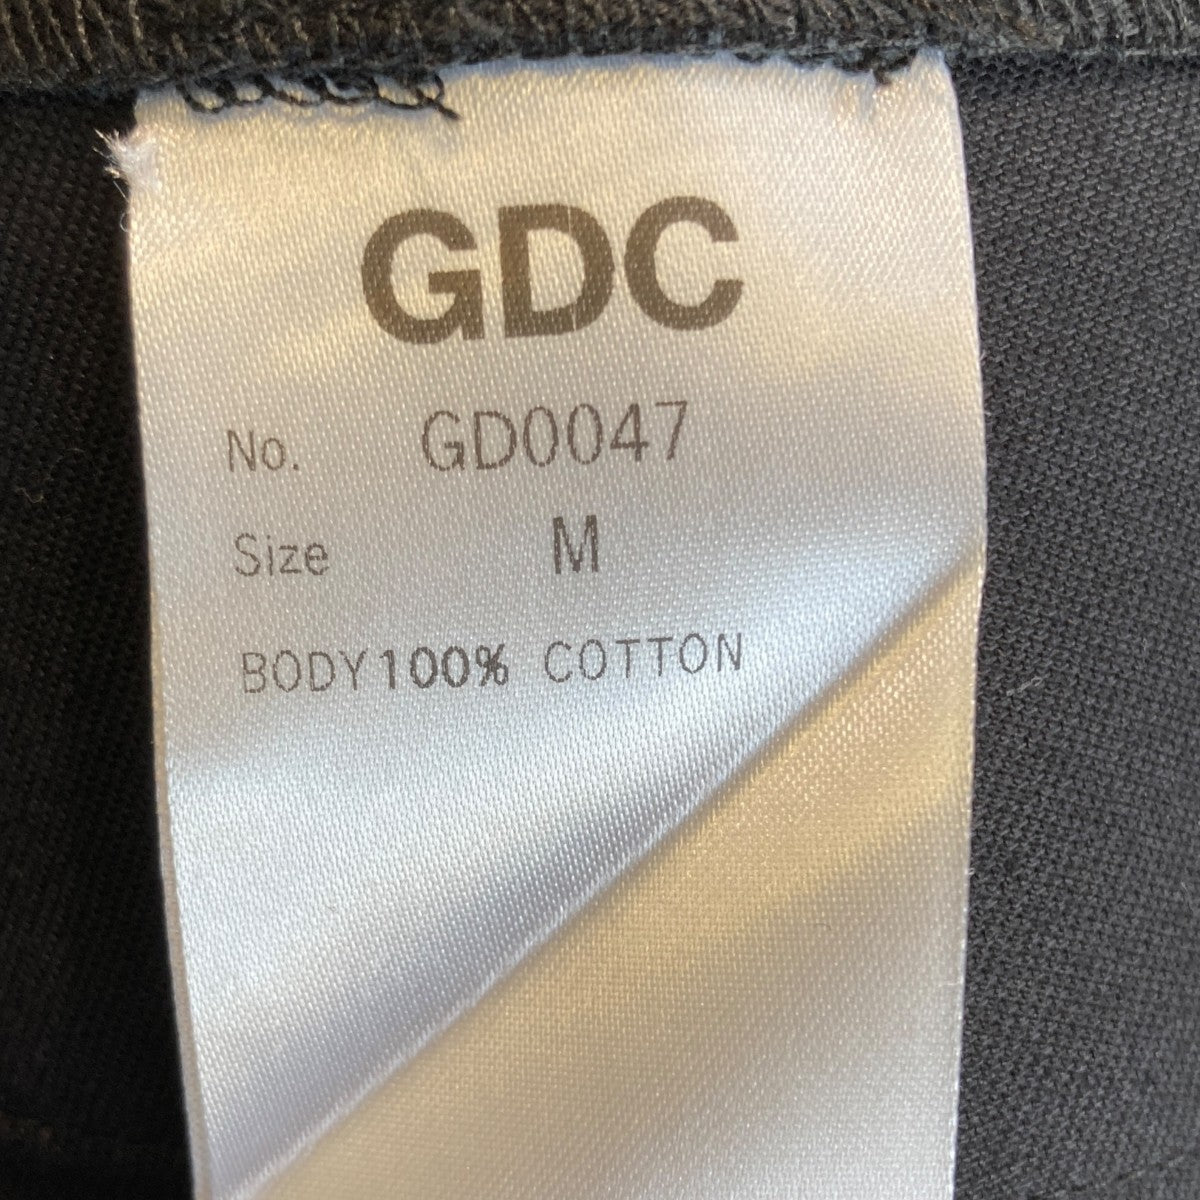 GDC
No. GD0047
Size M
BODY100% COTTON